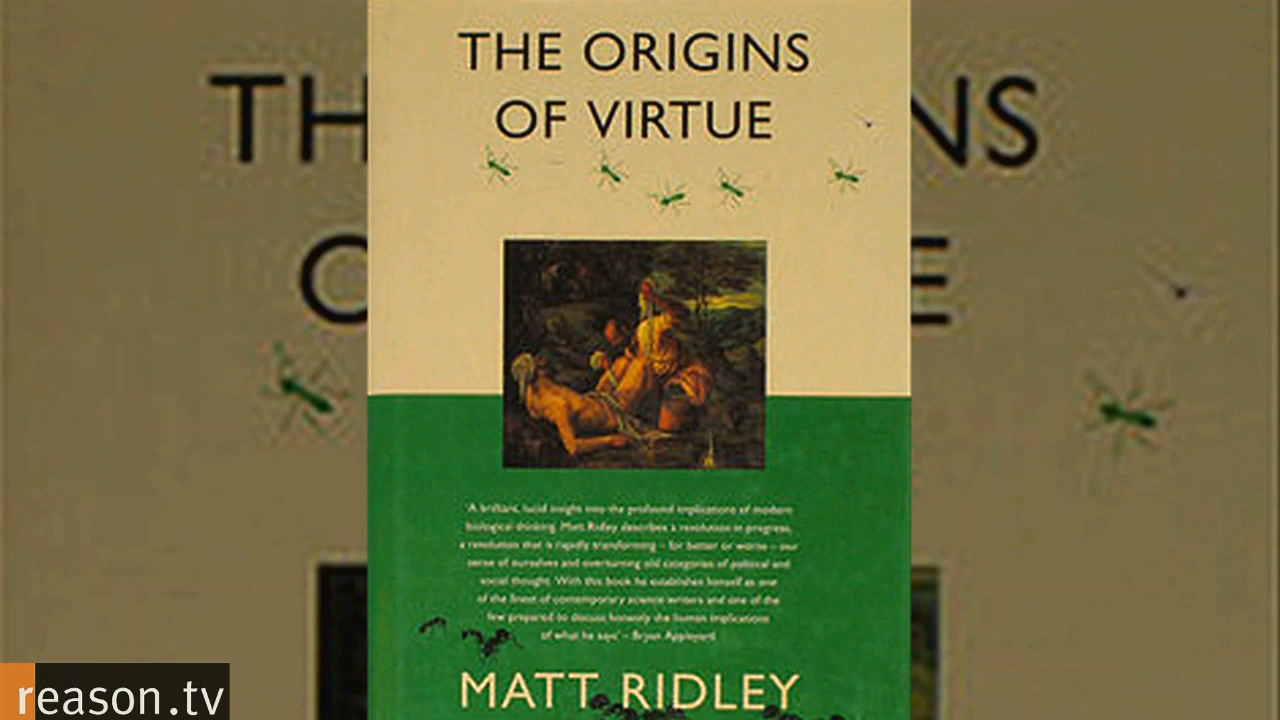 THE ORIGINS
OF VIRTUE
'A brilliant, lucid insight into the profound implications of modern
biological thinking. Matt Ridley describes a revolution in progress,
a revolution that is rapidly transforming – for better or worse – our
sense of ourselves and overturning old categories of political and
social thought. With this book he establishes himself as one
of the finest of contemporary science writers and one of the
few prepared to discuss honestly the human implications
of what he says' – Bryan Appleyard
MATT RIDLEY
TH
NS
O
E
reason.tv